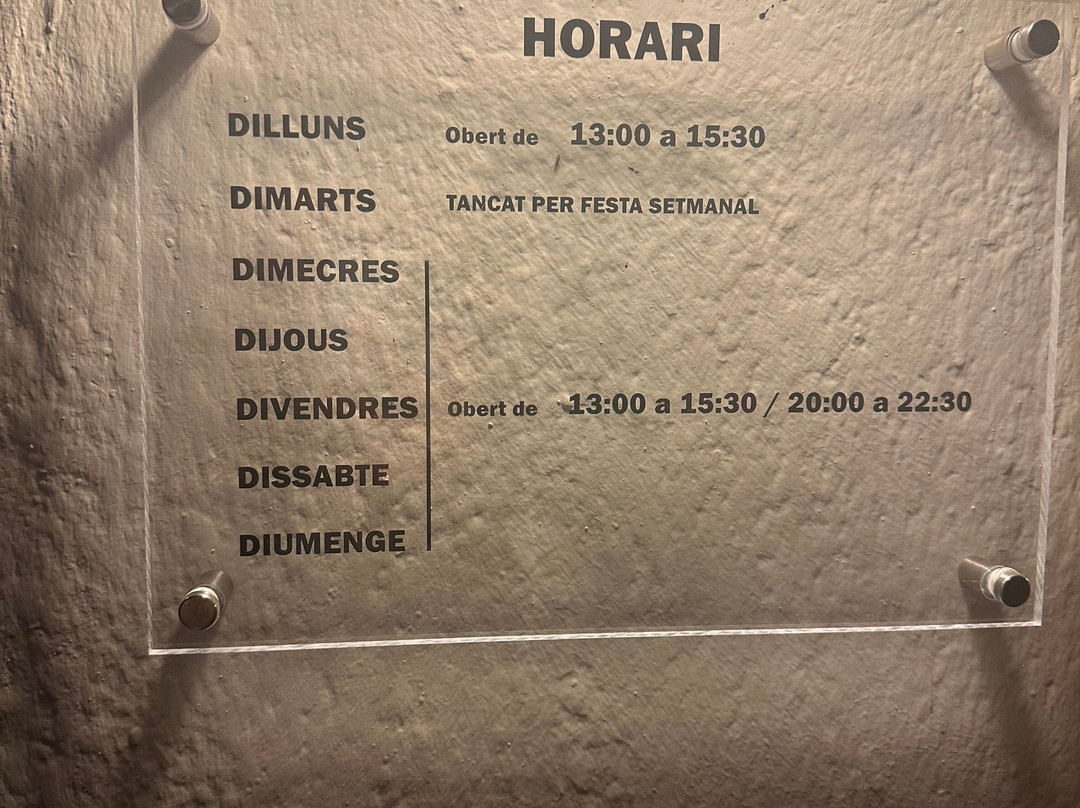 HORARI
DILLUNS Obert de 13:00 a 15:30
DIMARTS TANCAT PER FESTA SETMANAL
DIMECRES
DIJOUS
DIVENDRES Obert de 13:00 a 15:30 / 20:00 a 22:30
DISSABTE
DIUMENGE